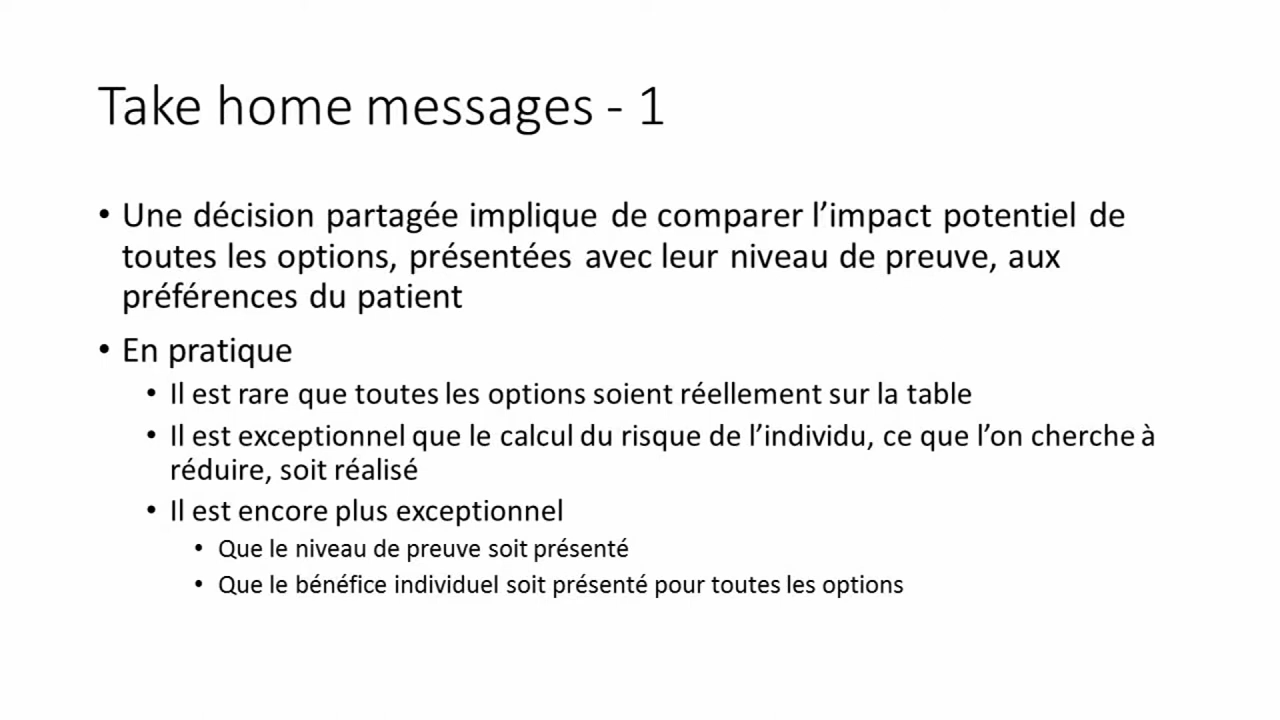 Take home messages - 1
• Une décision partagée implique de comparer l’impact potentiel de
toutes les options, présentées avec leur niveau de preuve, aux
préférences du patient
• En pratique
• Il est rare que toutes les options soient réellement sur la table
• Il est exceptionnel que le calcul du risque de l’individu, ce que l’on cherche à
réduire, soit réalisé
• Il est encore plus exceptionnel
• Que le niveau de preuve soit présenté
• Que le bénéfice individuel soit présenté pour toutes les options